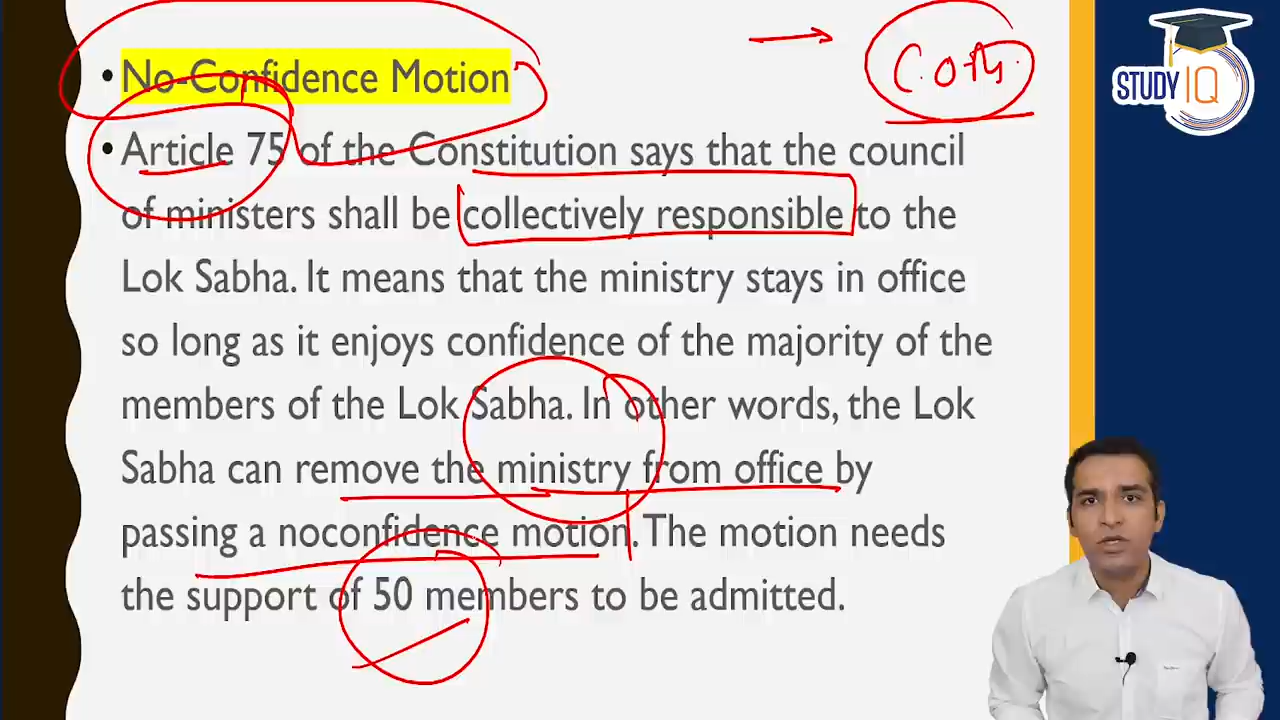 • No-Confidence Motion
C.O.M.
STUDY IQ
• Article 75 of the Constitution says that the council
of ministers shall be collectively responsible to the
Lok Sabha. It means that the ministry stays in office
so long as it enjoys confidence of the majority of the
members of the Lok Sabha. In other words, the Lok
Sabha can remove the ministry from office by
passing a noconfidence motion. The motion needs
the support of 50 members to be admitted.